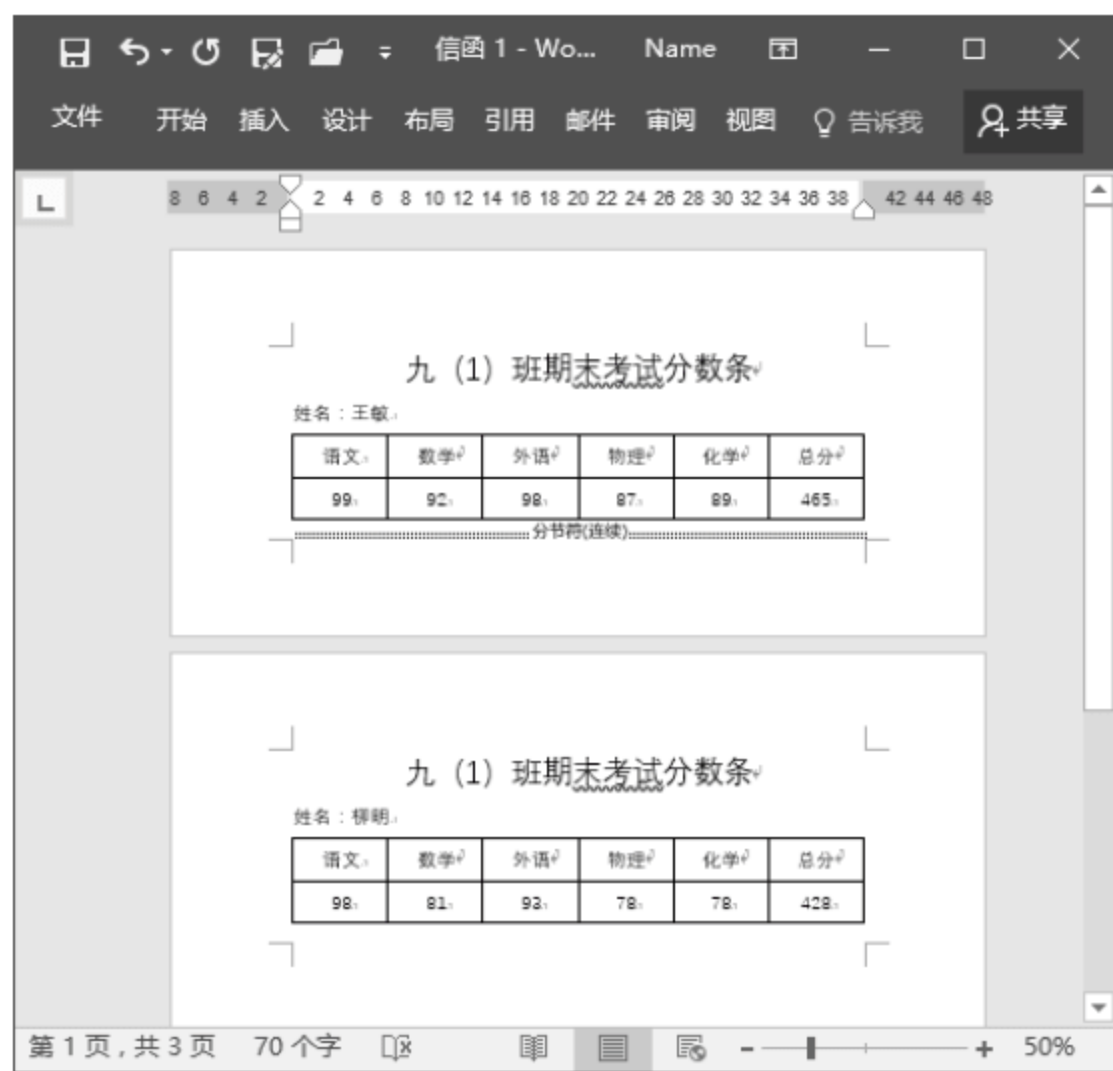 信函 1 - Wo... Name
文件 开始 插入 设计 布局 引用 邮件 审阅 视图 告诉我 共享
8 6 4 2 2 4 6 8 10 12 14 16 18 20 22 24 26 28 30 32 34 36 38 42 44 46 48
九（1）班期末考试分数条
姓名：王敏
语文 数学 外语 物理 化学 总分
99 92 98 87 89 465
分节符(连续)
九（1）班期末考试分数条
姓名：柳明
语文 数学 外语 物理 化学 总分
98 81 93 78 78 428
第 1 页，共 3 页 70 个字 50%